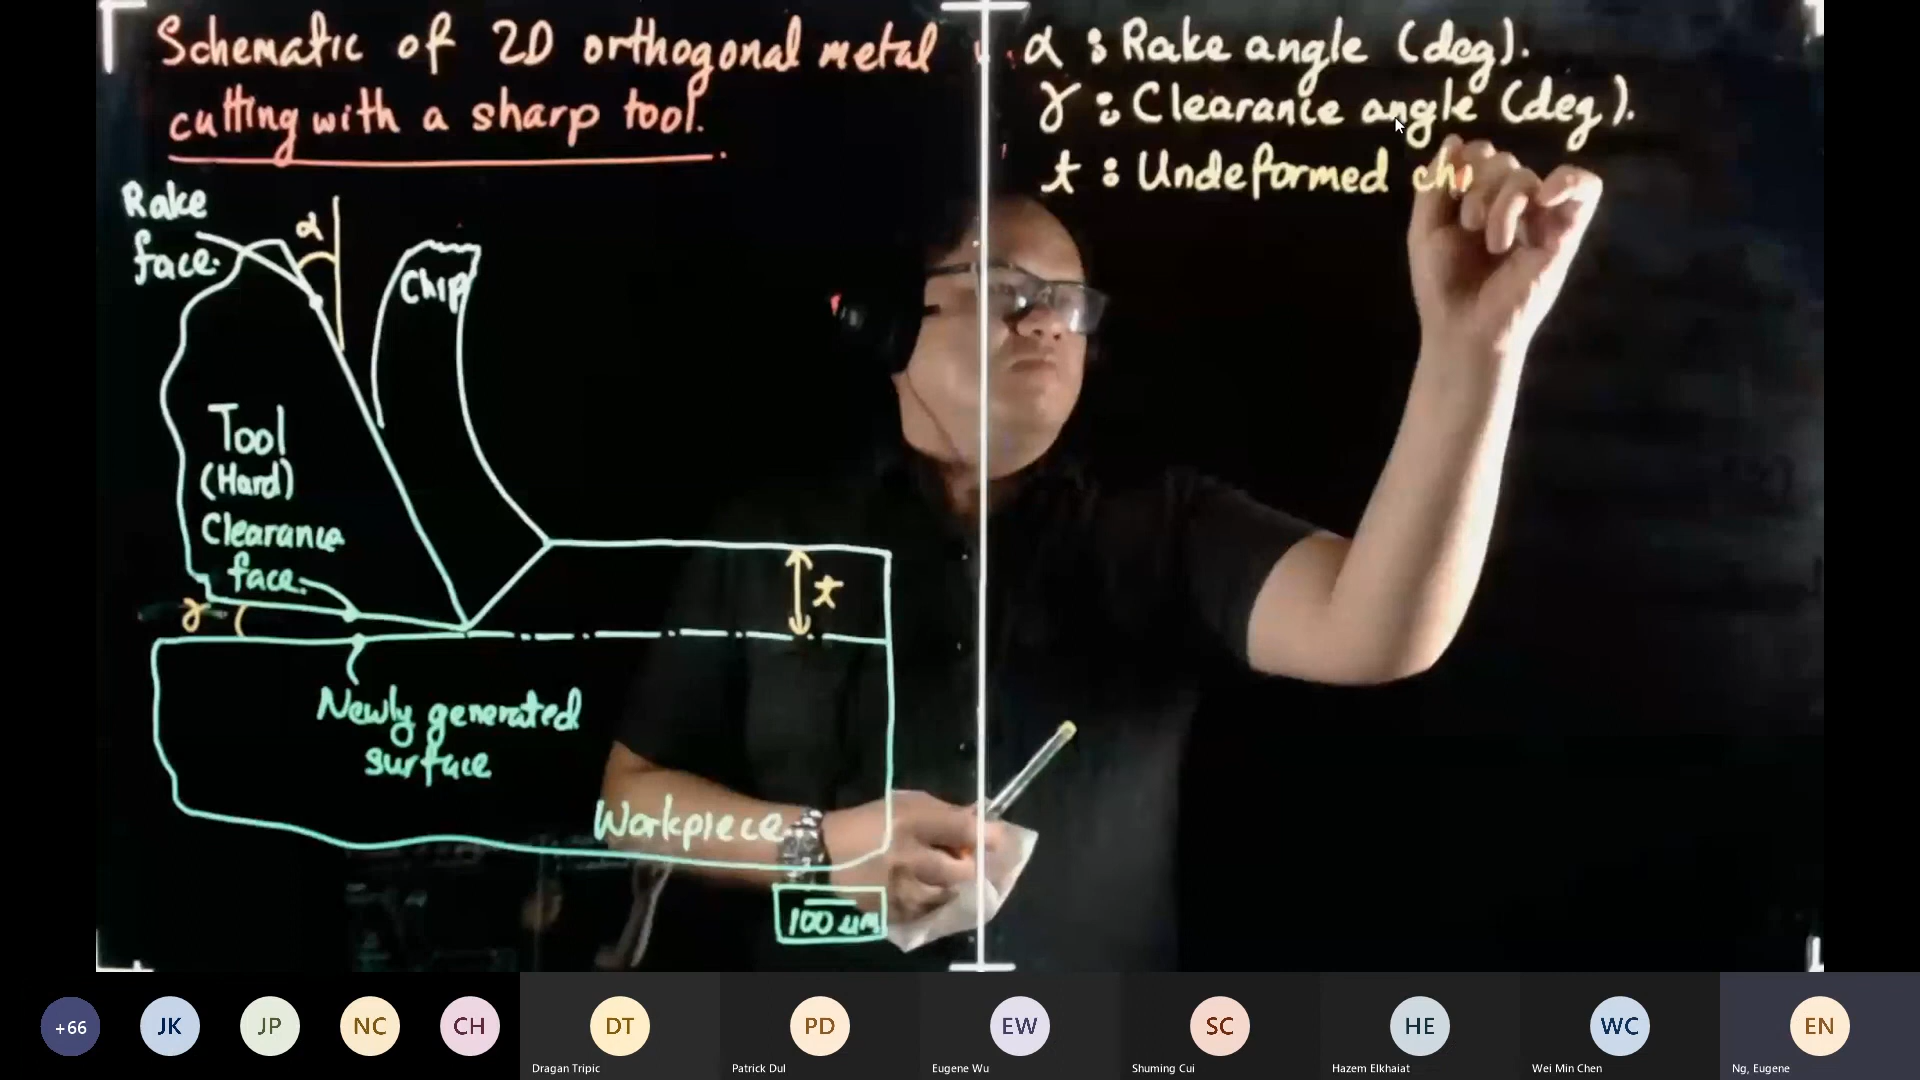 Schematic of 2D orthogonal metal
cutting with a sharp tool.
Rake
face.
α
Chip
Tool
(Hard)
Clearance
face.
γ
t
Newly generated
surface
Workpiece
100 μm
α : Rake angle (deg).
γ : Clearance angle (deg).
t : Undeformed chi
+66
JK
JP
NC
CH
DT
PD
EW
SC
HE
WC
EN
Dragan Tripic
Patrick Dul
Eugene Wu
Shuming Cui
Hazem Elkhaiat
Wei Min Chen
Ng, Eugene